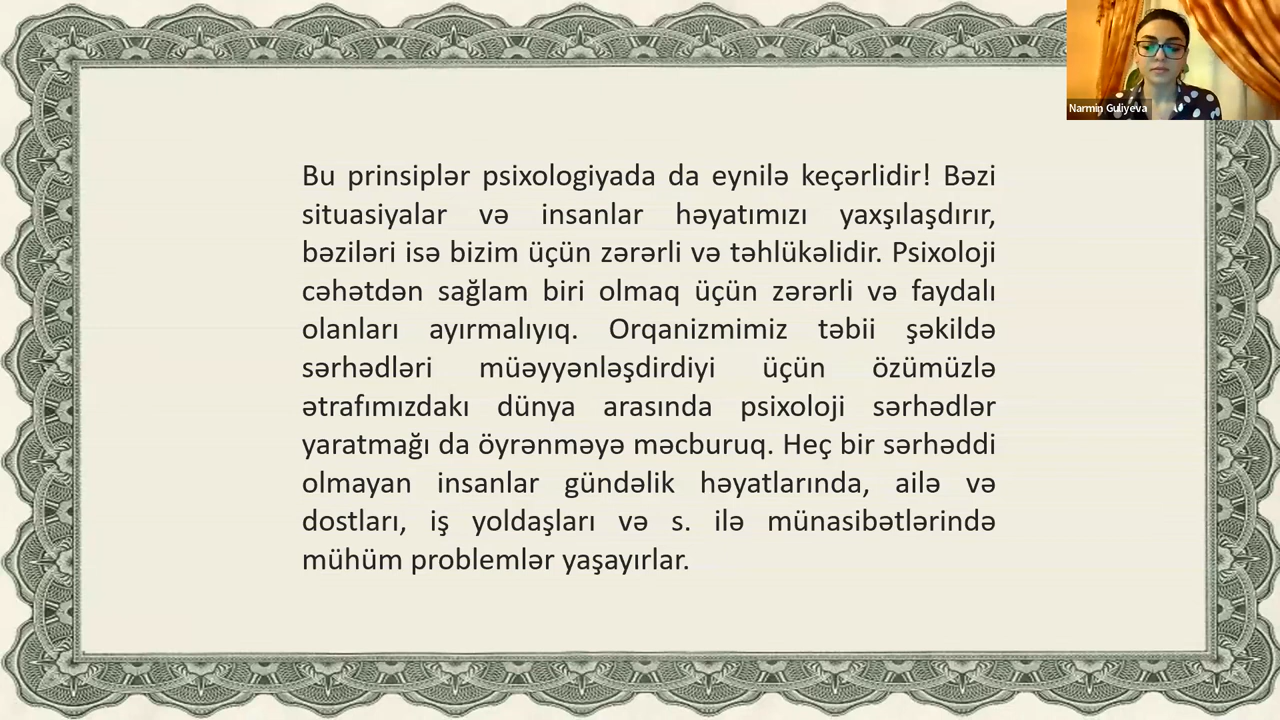 Narmin Guliyeva
Bu prinsiplər psixologiyada da eynilə keçərlidir! Bəzi
situasiyalar və insanlar həyatımızı yaxşılaşdırır,
bəziləri isə bizim üçün zərərli və təhlükəlidir. Psixoloji
cəhətdən sağlam biri olmaq üçün zərərli və faydalı
olanları ayırmalıyıq. Orqanizmimiz təbii şəkildə
sərhədləri müəyyənləşdirdiyi üçün özümüzlə
ətrafımızdakı dünya arasında psixoloji sərhədlər
yaratmağı da öyrənməyə məcburuq. Heç bir sərhəddi
olmayan insanlar gündəlik həyatlarında, ailə və
dostları, iş yoldaşları və s. ilə münasibətlərində
mühüm problemlər yaşayırlar.